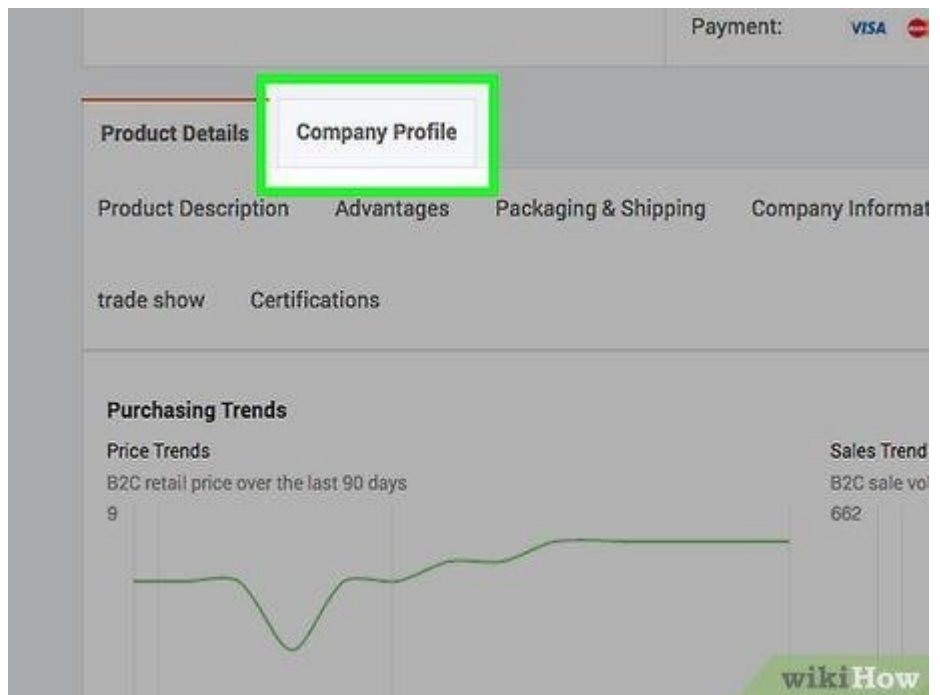 Payment: VISA
Product Details Company Profile
Product Description Advantages Packaging & Shipping Company Informat
trade show Certifications
Purchasing Trends
Price Trends Sales Trend
B2C retail price over the last 90 days B2C sale vol
9 662
wikiHow